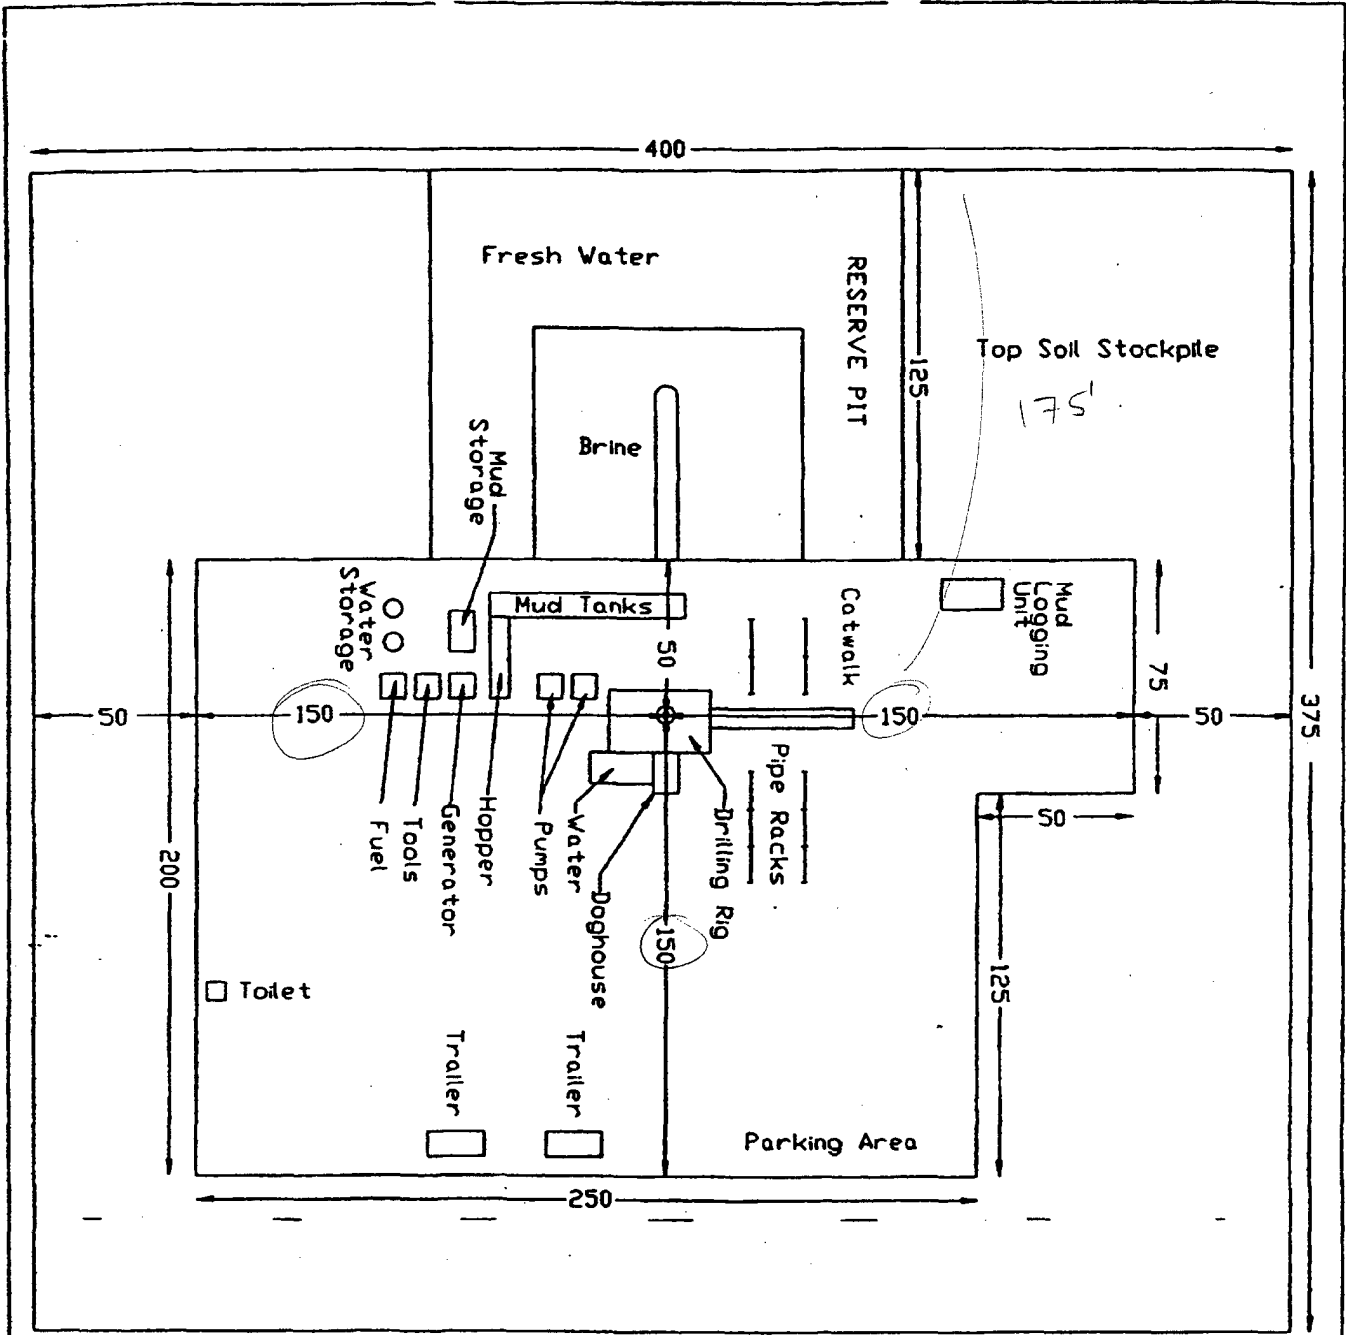 400
Fresh Water
RESERVE PIT
125
Top Soil Stockpile
175'
Brine
Mud
Storage
Water
Storage
Mud Tanks
50
Catwalk
Mud
Logging
Unit
75
375
50
150
150
50
50
Pipe Racks
Drilling Rig
Doghouse
Water
Pumps
Hopper
Generator
Tools
Fuel
200
150
125
Toilet
Trailer
Trailer
Parking Area
250